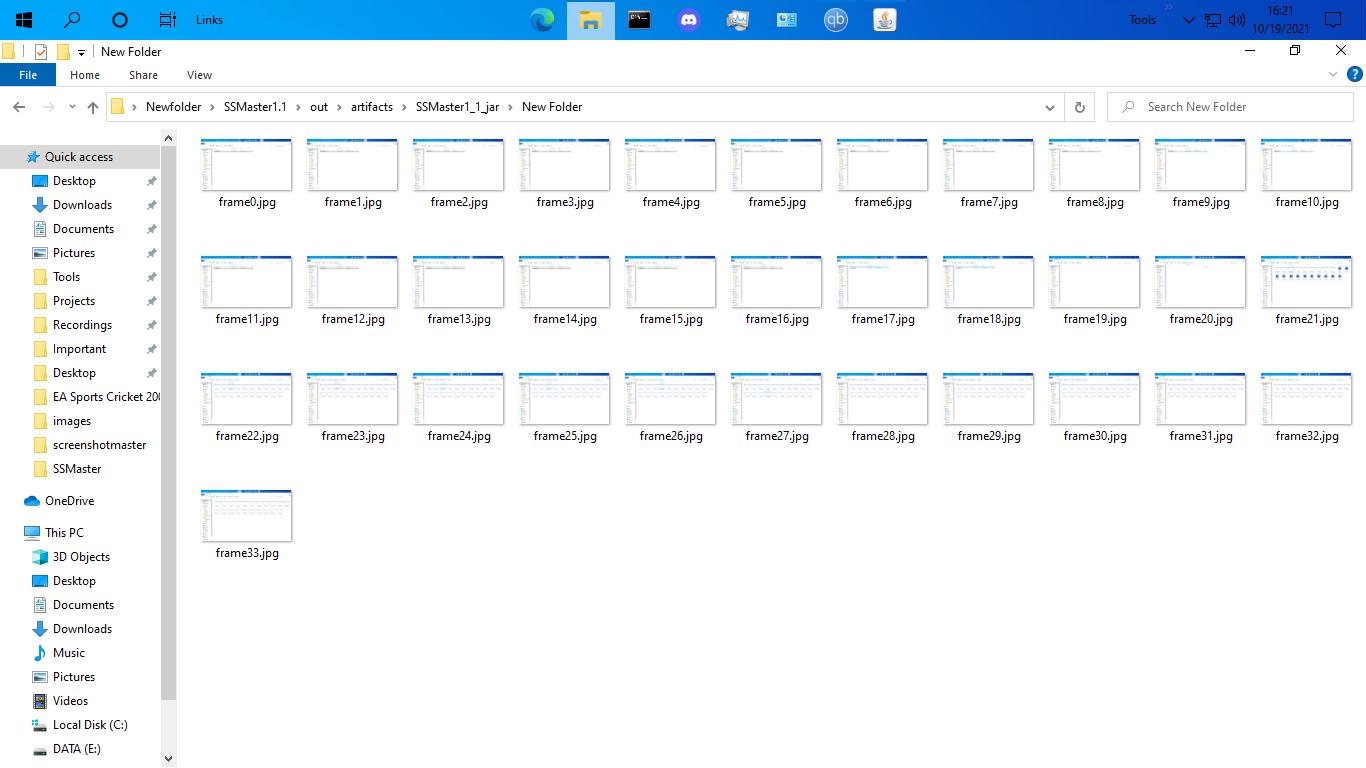 Links
Tools
16:21
10/19/2021
New Folder
File Home Share View
Newfolder SSMaster1.1 out artifacts SSMaster1_1_jar New Folder
Search New Folder
Quick access
Desktop
Downloads
Documents
Pictures
Tools
Projects
Recordings
Important
Desktop
EA Sports Cricket 200
images
screenshotmaster
SSMaster
OneDrive
This PC
3D Objects
Desktop
Documents
Downloads
Music
Pictures
Videos
Local Disk (C:)
DATA (E:)
frame0.jpg frame1.jpg frame2.jpg frame3.jpg frame4.jpg frame5.jpg frame6.jpg frame7.jpg frame8.jpg frame9.jpg frame10.jpg
frame11.jpg frame12.jpg frame13.jpg frame14.jpg frame15.jpg frame16.jpg frame17.jpg frame18.jpg frame19.jpg frame20.jpg frame21.jpg
frame22.jpg frame23.jpg frame24.jpg frame25.jpg frame26.jpg frame27.jpg frame28.jpg frame29.jpg frame30.jpg frame31.jpg frame32.jpg
frame33.jpg